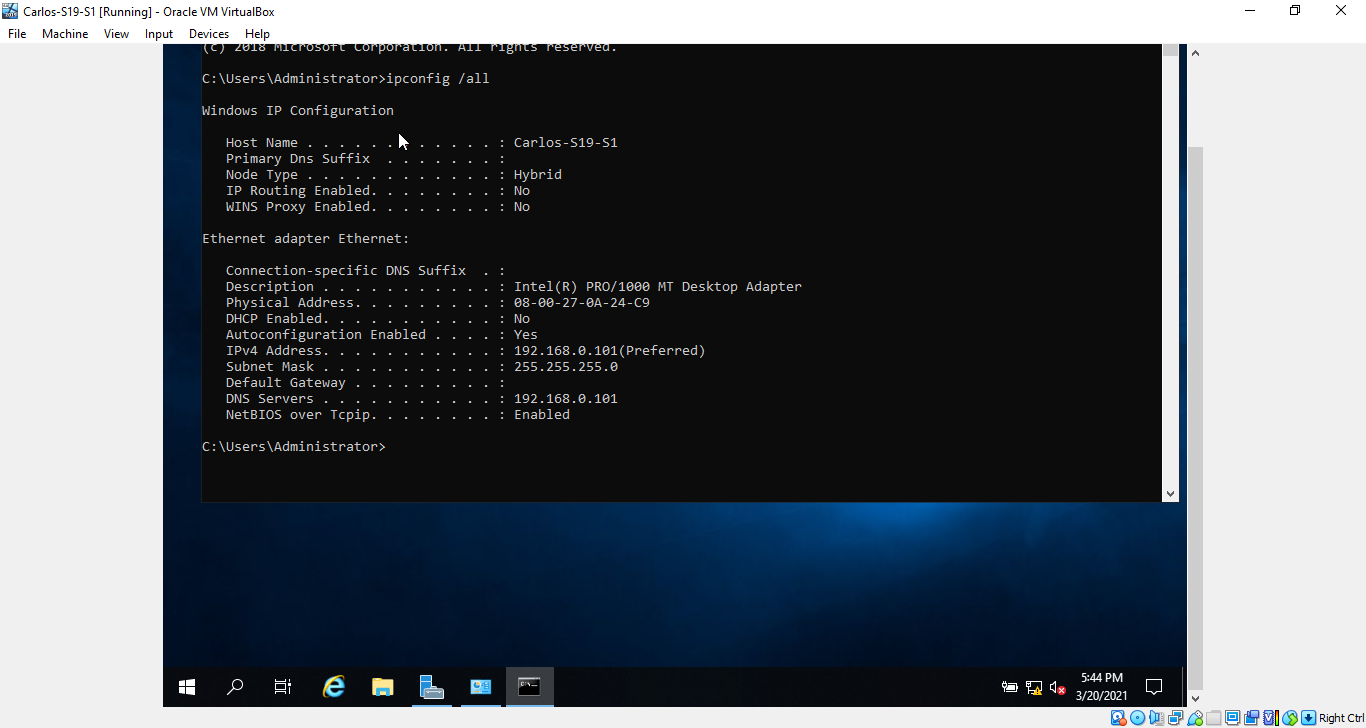 Carlos-S19-S1 [Running] - Oracle VM VirtualBox
File Machine View Input Devices Help
(c) 2018 Microsoft Corporation. All rights reserved.
C:\Users\Administrator>ipconfig /all
Windows IP Configuration
Host Name . . . . . . . . . . . . : Carlos-S19-S1
Primary Dns Suffix . . . . . . . :
Node Type . . . . . . . . . . . . : Hybrid
IP Routing Enabled. . . . . . . . : No
WINS Proxy Enabled. . . . . . . . : No
Ethernet adapter Ethernet:
Connection-specific DNS Suffix . :
Description . . . . . . . . . . . : Intel(R) PRO/1000 MT Desktop Adapter
Physical Address. . . . . . . . . : 08-00-27-0A-24-C9
DHCP Enabled. . . . . . . . . . . : No
Autoconfiguration Enabled . . . . : Yes
IPv4 Address. . . . . . . . . . . : 192.168.0.101(Preferred)
Subnet Mask . . . . . . . . . . . : 255.255.255.0
Default Gateway . . . . . . . . . :
DNS Servers . . . . . . . . . . . : 192.168.0.101
NetBIOS over Tcpip. . . . . . . . : Enabled
C:\Users\Administrator>
5:44 PM
3/20/2021
Right Ctrl